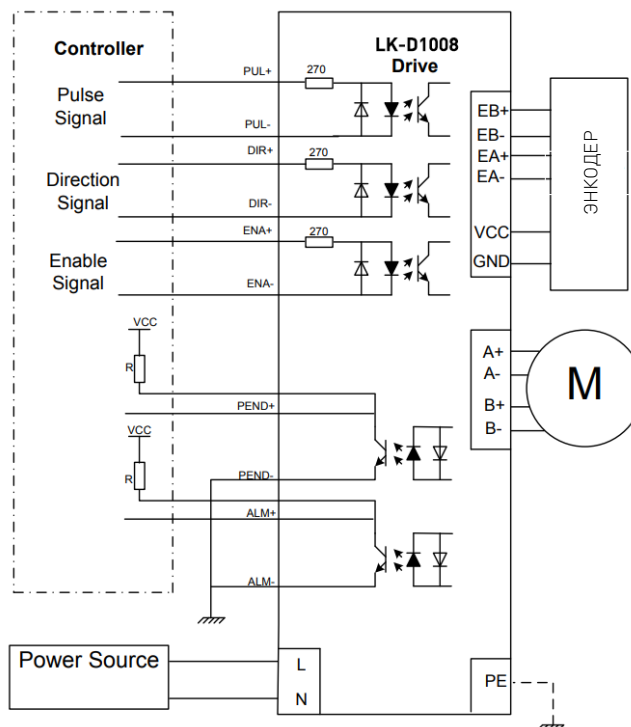 Controller
LK-D1008
Drive
PUL+
270
Pulse
Signal
PUL-
DIR+
270
Direction
Signal
DIR-
ENA+
270
Enable
Signal
ENA-
EB+
EB-
EA+
EA-
VCC
GND
ЭНКОДЕР
VCC
R
PEND+
VCC
R
PEND-
ALM+
ALM-
A+
A-
B+
B-
M
Power Source
L
N
PE